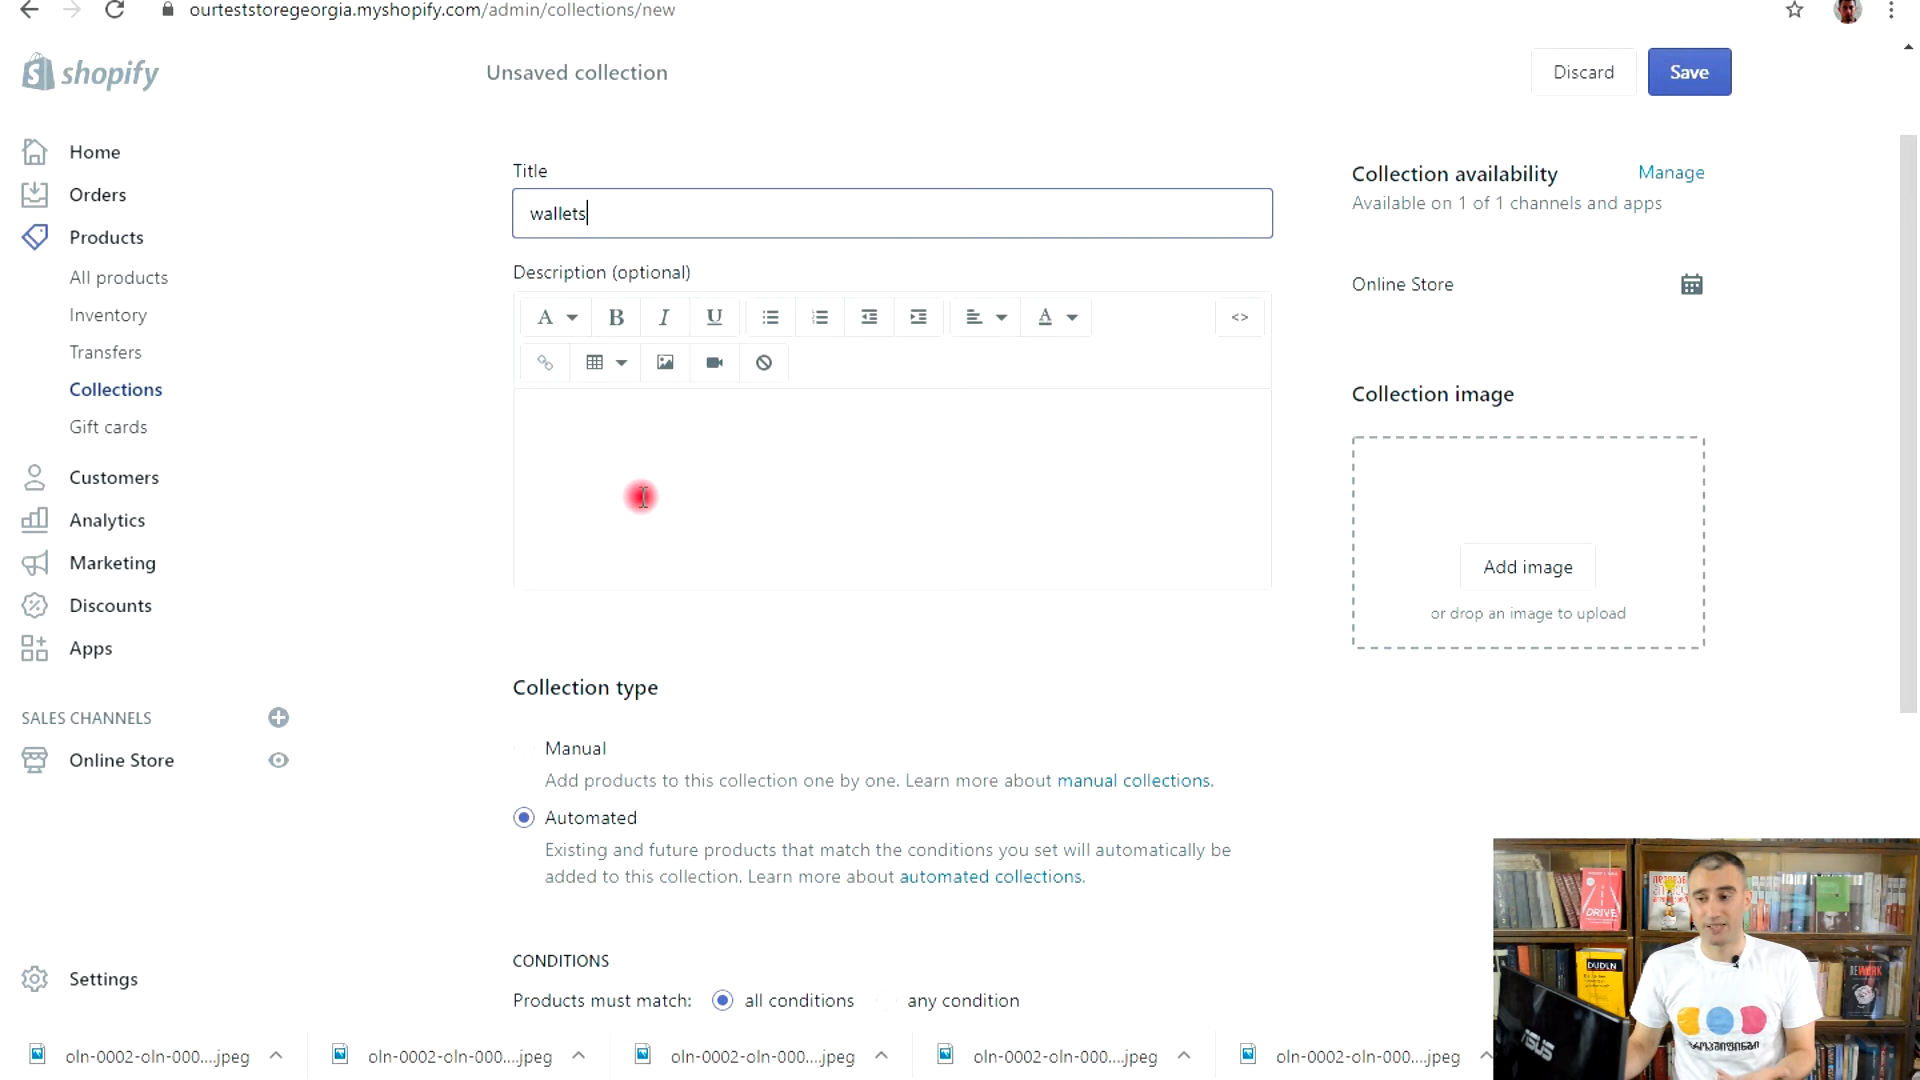 ourteststoregeorgia.myshopify.com/admin/collections/new
shopify
Unsaved collection
Discard
Save
Home
Orders
Products
All products
Inventory
Transfers
Collections
Gift cards
Customers
Analytics
Marketing
Discounts
Apps
SALES CHANNELS
Online Store
Settings
Title
wallets
Description (optional)
A
B
I
U
A
<>
Collection type
Manual
Add products to this collection one by one. Learn more about manual collections.
Automated
Existing and future products that match the conditions you set will automatically be
added to this collection. Learn more about automated collections.
CONDITIONS
Products must match: all conditions any condition
Collection availability
Manage
Available on 1 of 1 channels and apps
Online Store
Collection image
Add image
or drop an image to upload
DRIVE
DUDEN
REWORK
ASUS
oln-0002-oln-000....jpeg
oln-0002-oln-000....jpeg
oln-0002-oln-000....jpeg
oln-0002-oln-000....jpeg
oln-0002-oln-000....jpeg